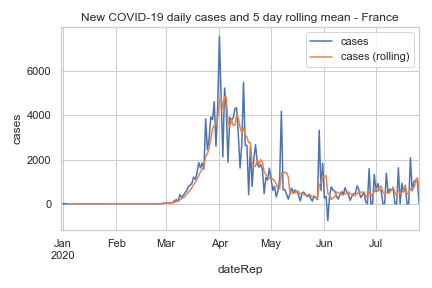 New COVID-19 daily cases and 5 day rolling mean - France
cases
cases (rolling)
cases
6000
4000
2000
0
Jan Feb Mar Apr May Jun Jul
2020
dateRep